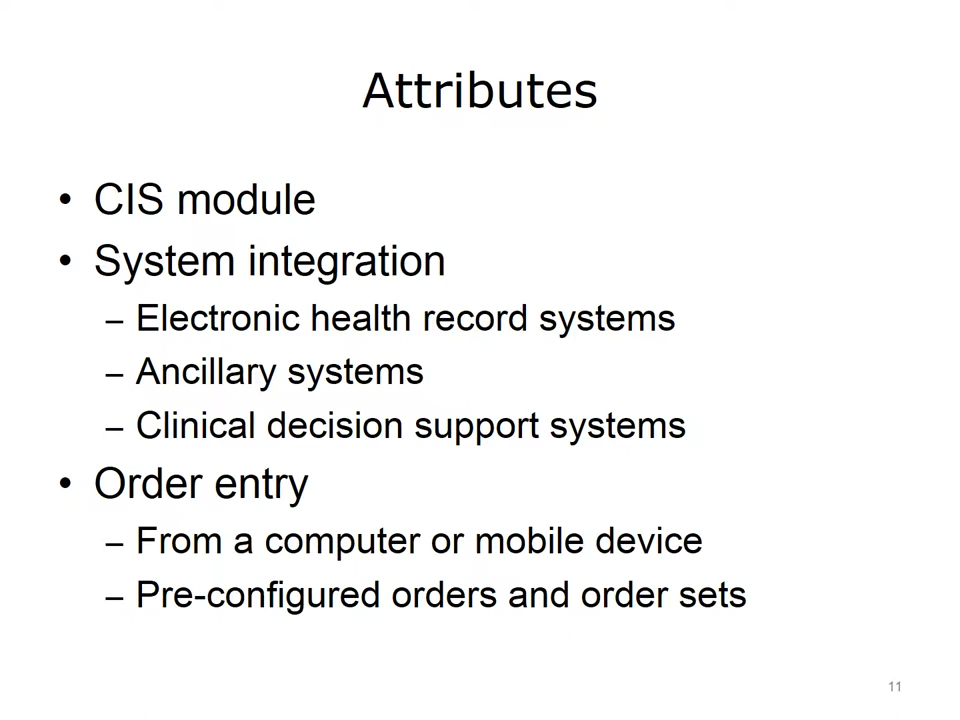 Attributes
• CIS module
• System integration
– Electronic health record systems
– Ancillary systems
– Clinical decision support systems
• Order entry
– From a computer or mobile device
– Pre-configured orders and order sets
11